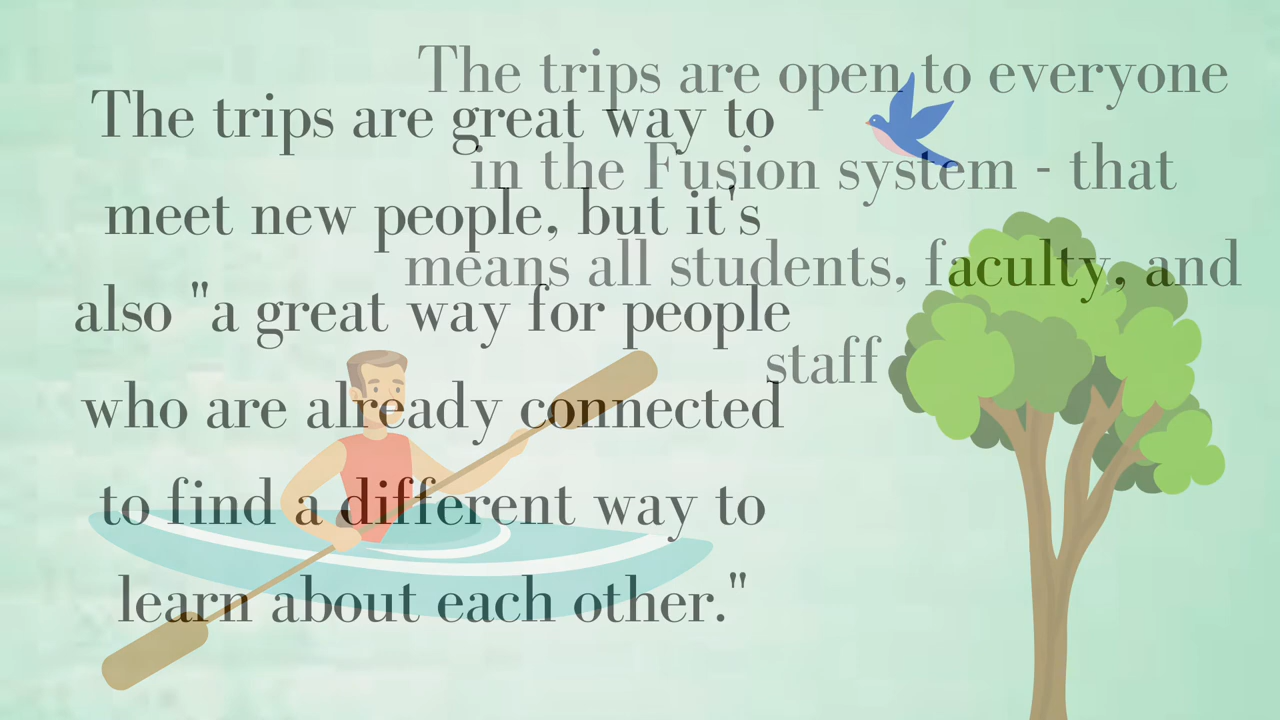 The trips are open to everyone
in the Fusion system - that
means all students, faculty, and
staff
The trips are great way to
meet new people, but it's
also "a great way for people
who are already connected
to find a different way to
learn about each other."